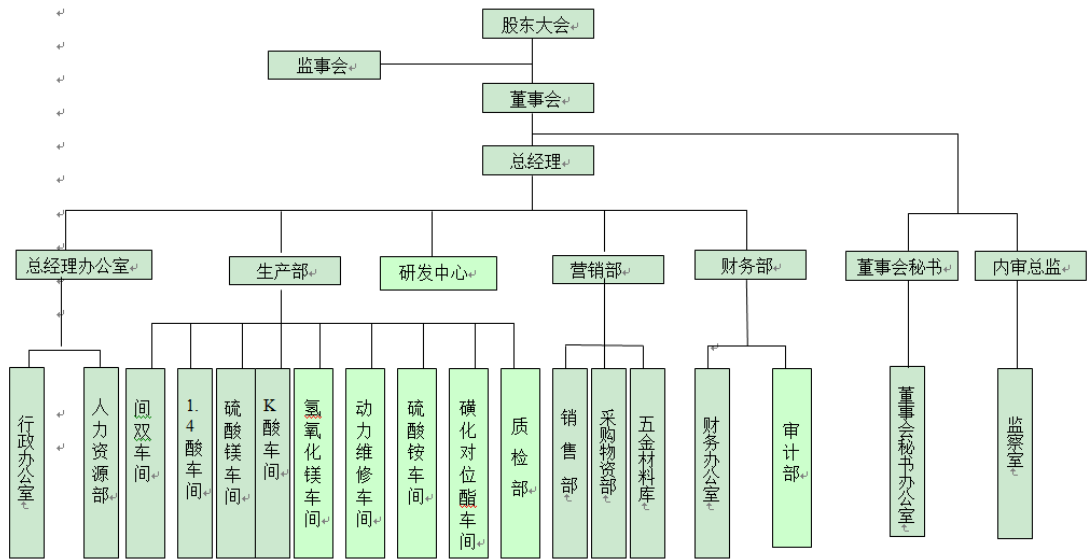 股东大会
监事会
董事会
总经理
总经理办公室
生产部
研发中心
营销部
财务部
董事会秘书
内审总监
行政办公室
人力资源部
间双车间
1.4酸车间
硫酸镁车间
K酸车间
氢氧化镁车间
动力维修车间
硫酸铵车间
磺化对位酯车间
质检部
销售部
采购物资部
五金材料库
财务办公室
审计部
董事会秘书办公室
监察室